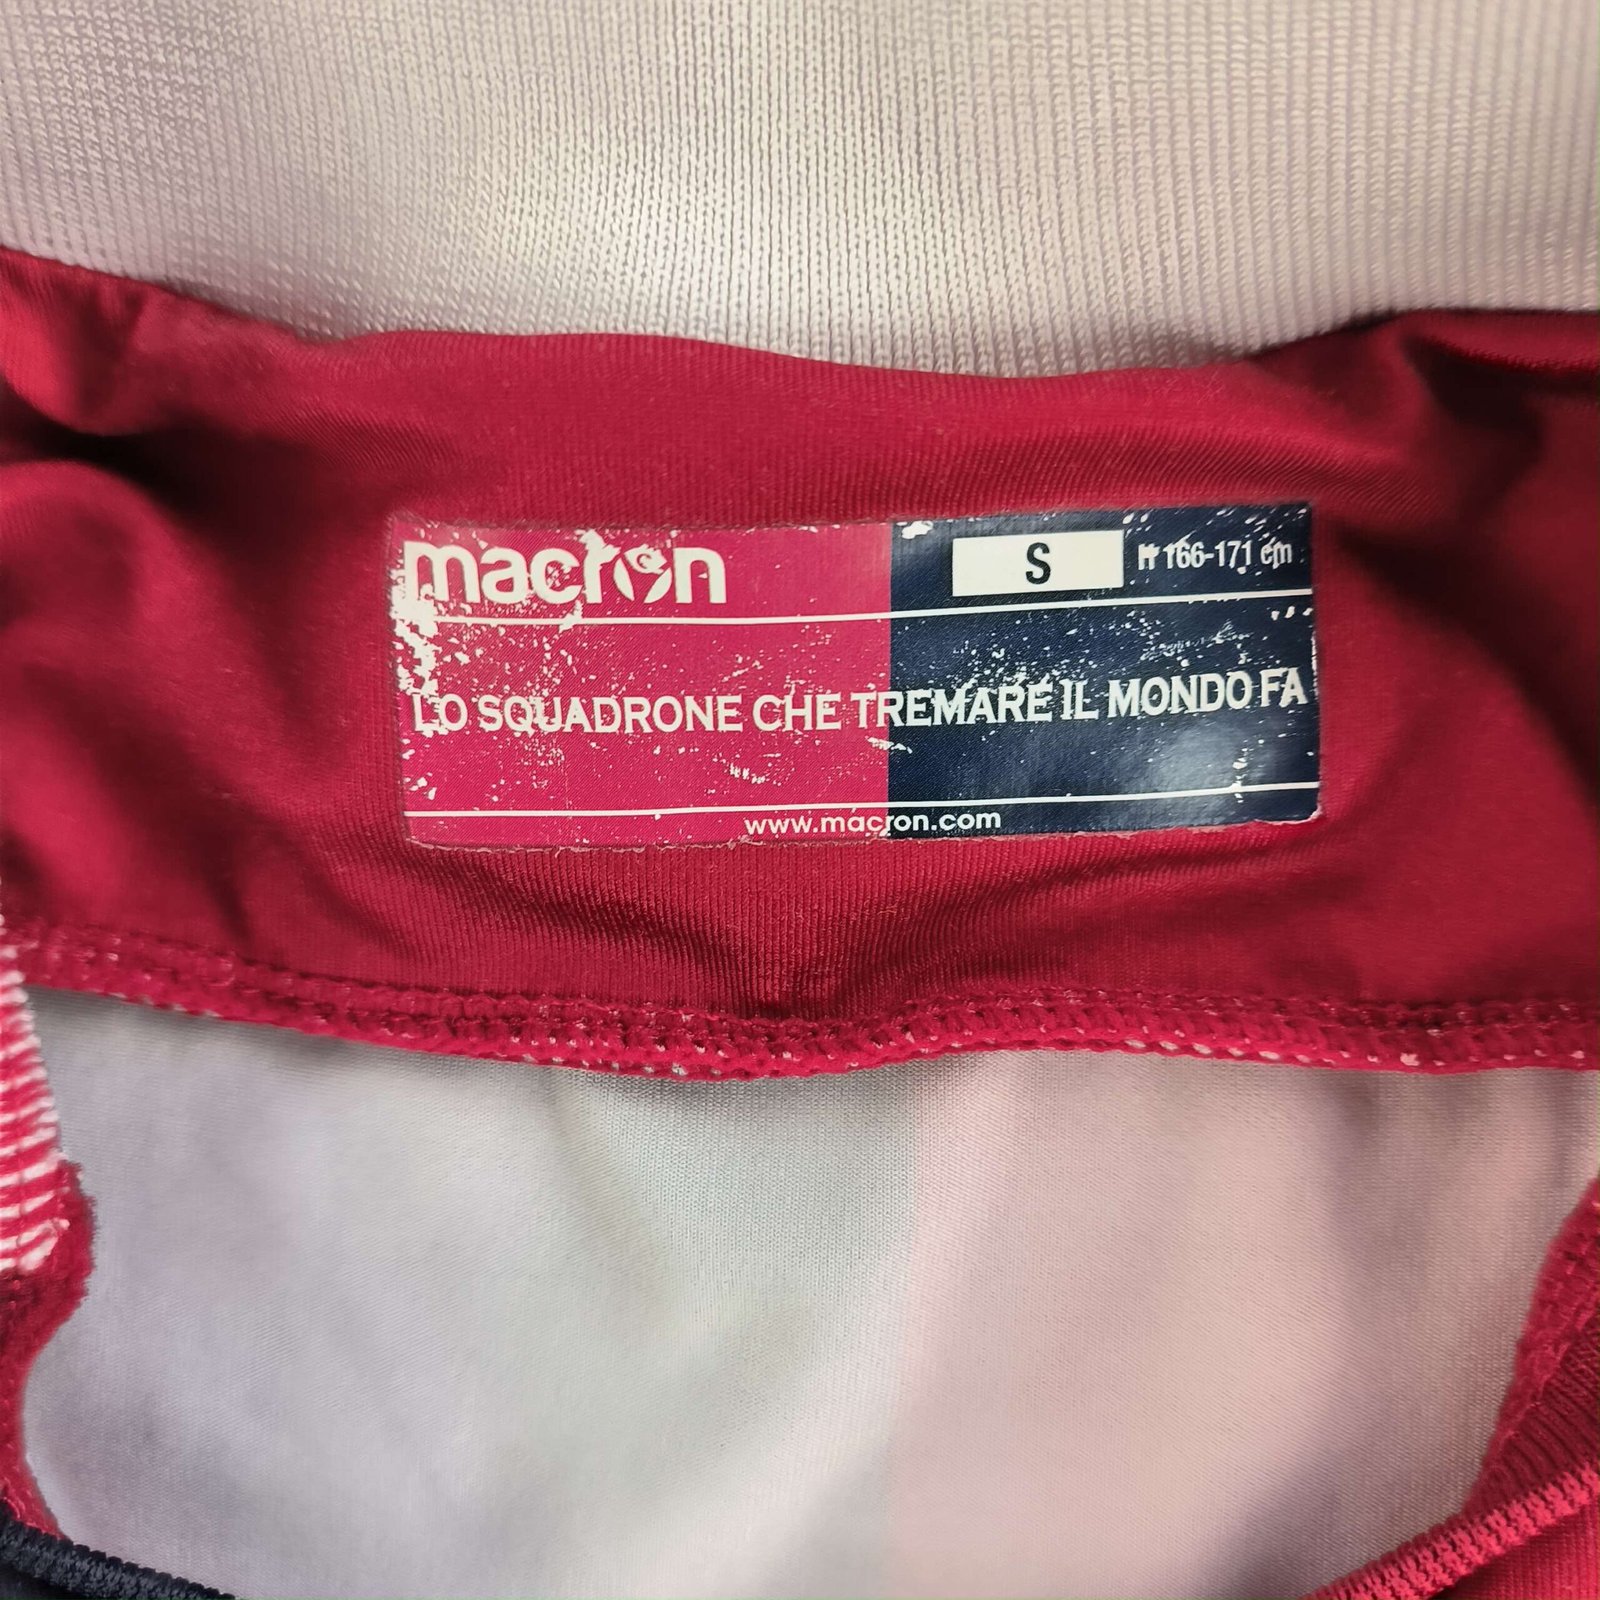 macron
S H 166-171 cm
LO SQUADRONE CHE TREMARE IL MONDO FA
www.macron.com